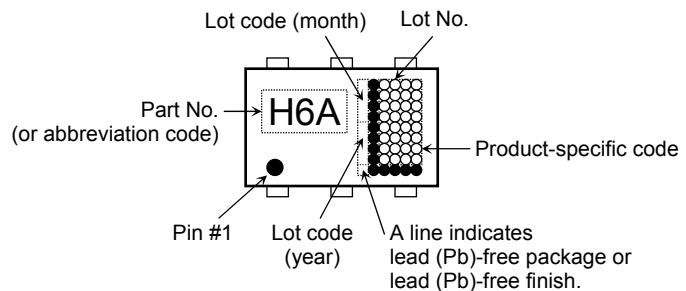 Lot code (month)
Lot No.
Part No.
(or abbreviation code)
H6A
Product-specific code
Pin #1
Lot code
(year)
A line indicates
lead (Pb)-free package or
lead (Pb)-free finish.